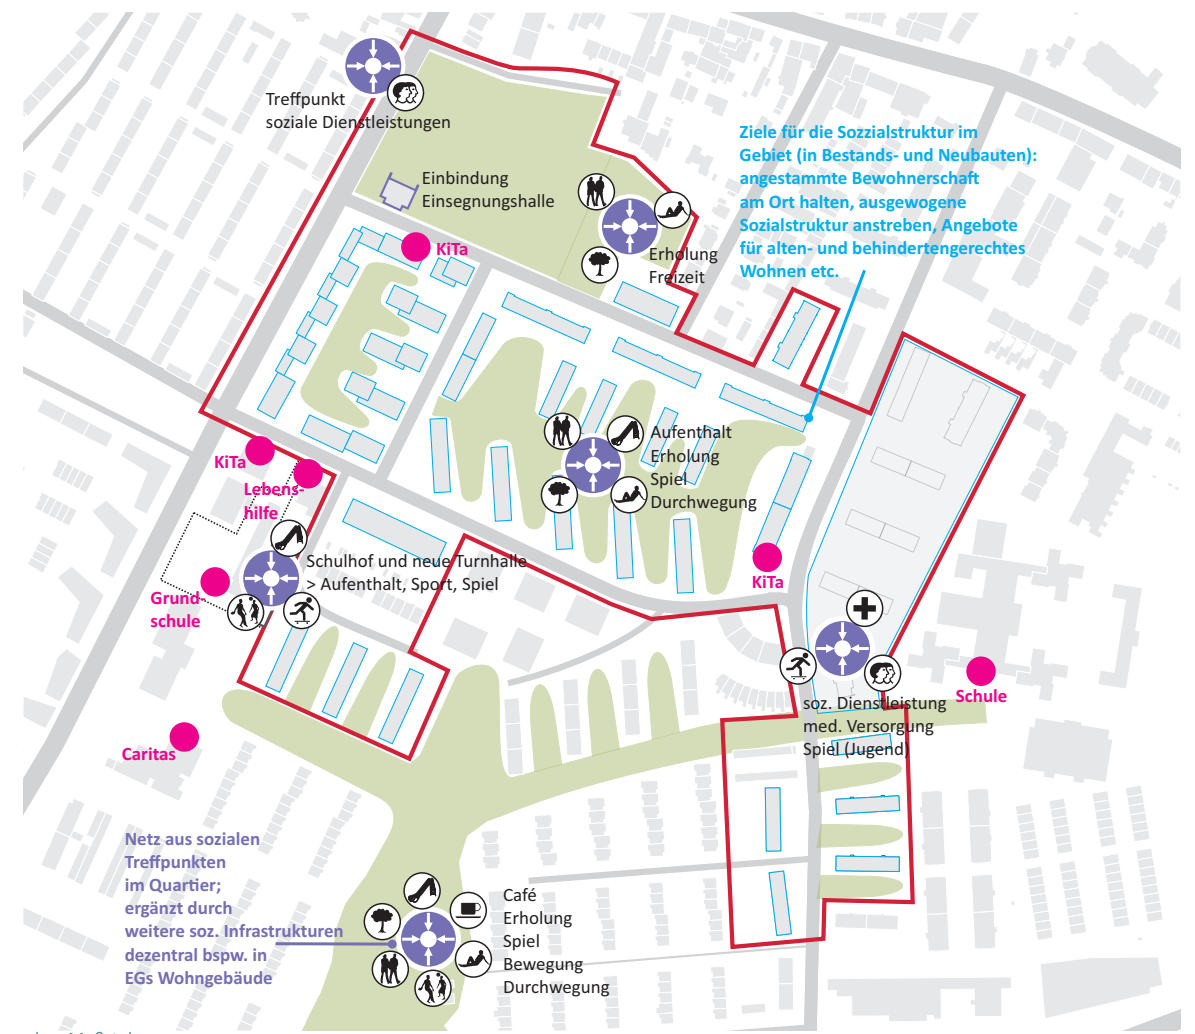 Treffpunkt
soziale Dienstleistungen
Ziele für die Sozzialstruktur im
Gebiet (in Bestands- und Neubauten):
angestammte Bewohnerschaft
am Ort halten, ausgewogene
Sozialstruktur anstreben, Angebote
für alten- und behindertengerechtes
Wohnen etc.
Einbindung
Einsegnungshalle
KiTa
Erholung
Freizeit
Aufenthalt
Erholung
Spiel
Durchwegung
KiTa
Lebens-
hilfe
Schulhof und neue Turnhalle
> Aufenthalt, Sport, Spiel
KiTa
Grund-
schule
Schule
soz. Dienstleistung
med. Versorgung
Spiel (Jugend)
Caritas
Netz aus sozialen
Treffpunkten
im Quartier;
ergänzt durch
weitere soz. Infrastrukturen
dezentral bspw. in
EGs Wohngebäude
Café
Erholung
Spiel
Bewegung
Durchwegung